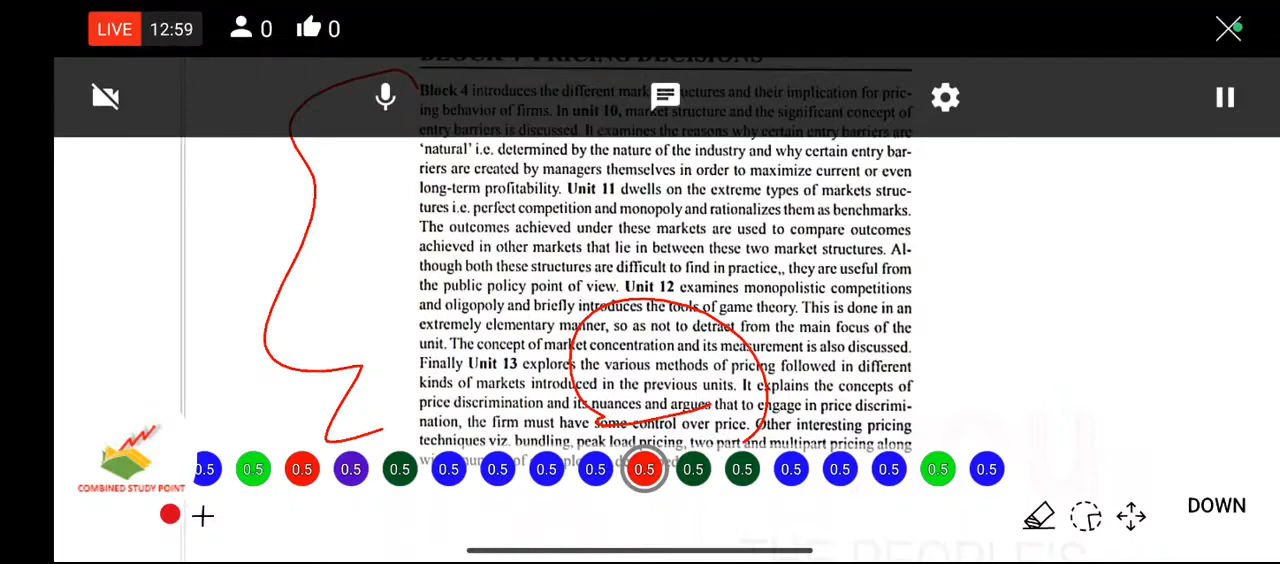 LIVE 12:59 0 0
BLOCK 4 PRICING DECISIONS
Block 4 introduces the different market structures and their implication for pric-
ing behavior of firms. In unit 10, market structure and the significant concept of
entry barriers is discussed. It examines the reasons why certain entry barriers are
‘natural’ i.e. determined by the nature of the industry and why certain entry bar-
riers are created by managers themselves in order to maximize current or even
long-term profitability. Unit 11 dwells on the extreme types of markets struc-
tures i.e. perfect competition and monopoly and rationalizes them as benchmarks.
The outcomes achieved under these markets are used to compare outcomes
achieved in other markets that lie in between these two market structures. Al-
though both these structures are difficult to find in practice,, they are useful from
the public policy point of view. Unit 12 examines monopolistic competitions
and oligopoly and briefly introduces the tools of game theory. This is done in an
extremely elementary manner, so as not to detract from the main focus of the
unit. The concept of market concentration and its measurement is also discussed.
Finally Unit 13 explores the various methods of pricing followed in different
kinds of markets introduced in the previous units. It explains the concepts of
price discrimination and its nuances and argues that to engage in price discrimi-
nation, the firm must have some control over price. Other interesting pricing
techniques viz. bundling, peak load pricing, two part and multipart pricing along
0.5 0.5 0.5 0.5 0.5 0.5 0.5 0.5 0.5 0.5 0.5 0.5 0.5 0.5 0.5 0.5 0.5
COMBINED STUDY POINT
DOWN
THE PEOPLE'S